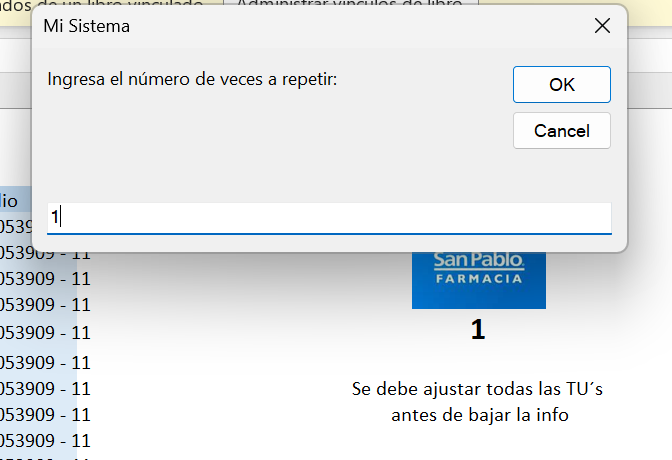 ados de un libro vinculado
Administrar vínculos de libro
Mi Sistema
Ingresa el número de veces a repetir:
OK
Cancel
1
lio
053909 - 11
053909 - 11
053909 - 11
053909 - 11
053909 - 11
053909 - 11
053909 - 11
053909 - 11
San Pablo
FARMACIA
1
Se debe ajustar todas las TU´s
antes de bajar la info